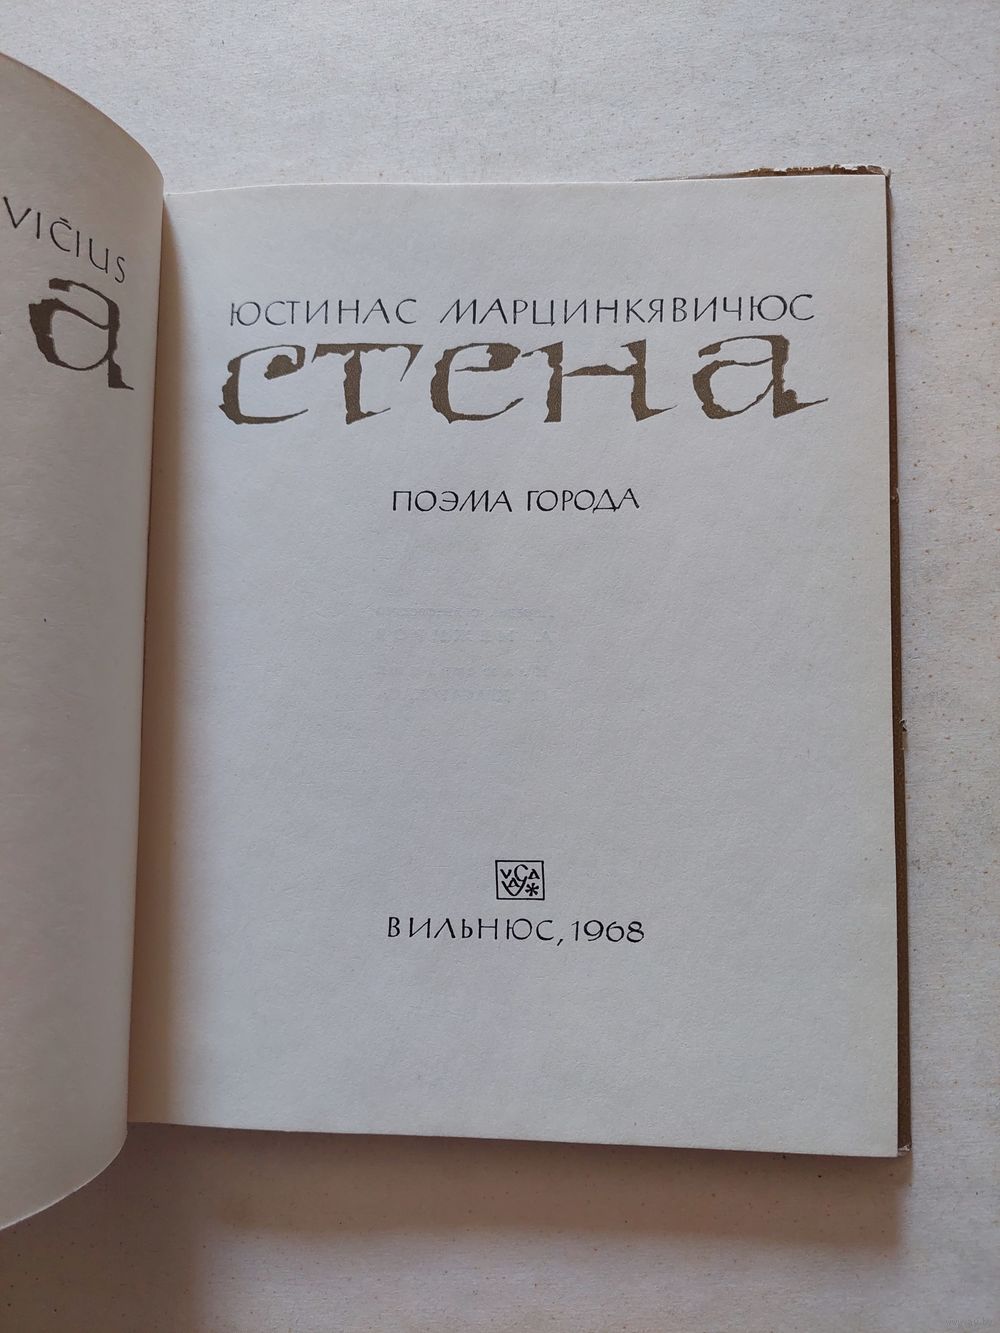 VIČIUS
a
ЮСТИНАС МАРЦИНКЯВИЧЮС
стена
ПОЭМА ГОРОДА
ВИЛЬНЮС, 1968